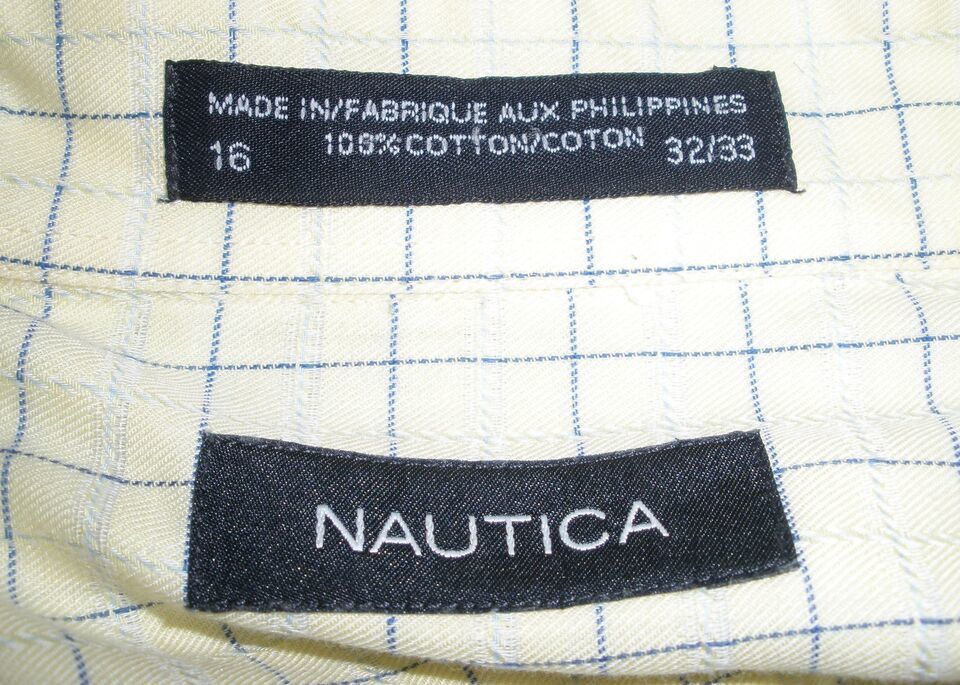 MADE IN/FABRIQUE AUX PHILIPPINES
100% COTTON/COTON
16 32/33
NAUTICA